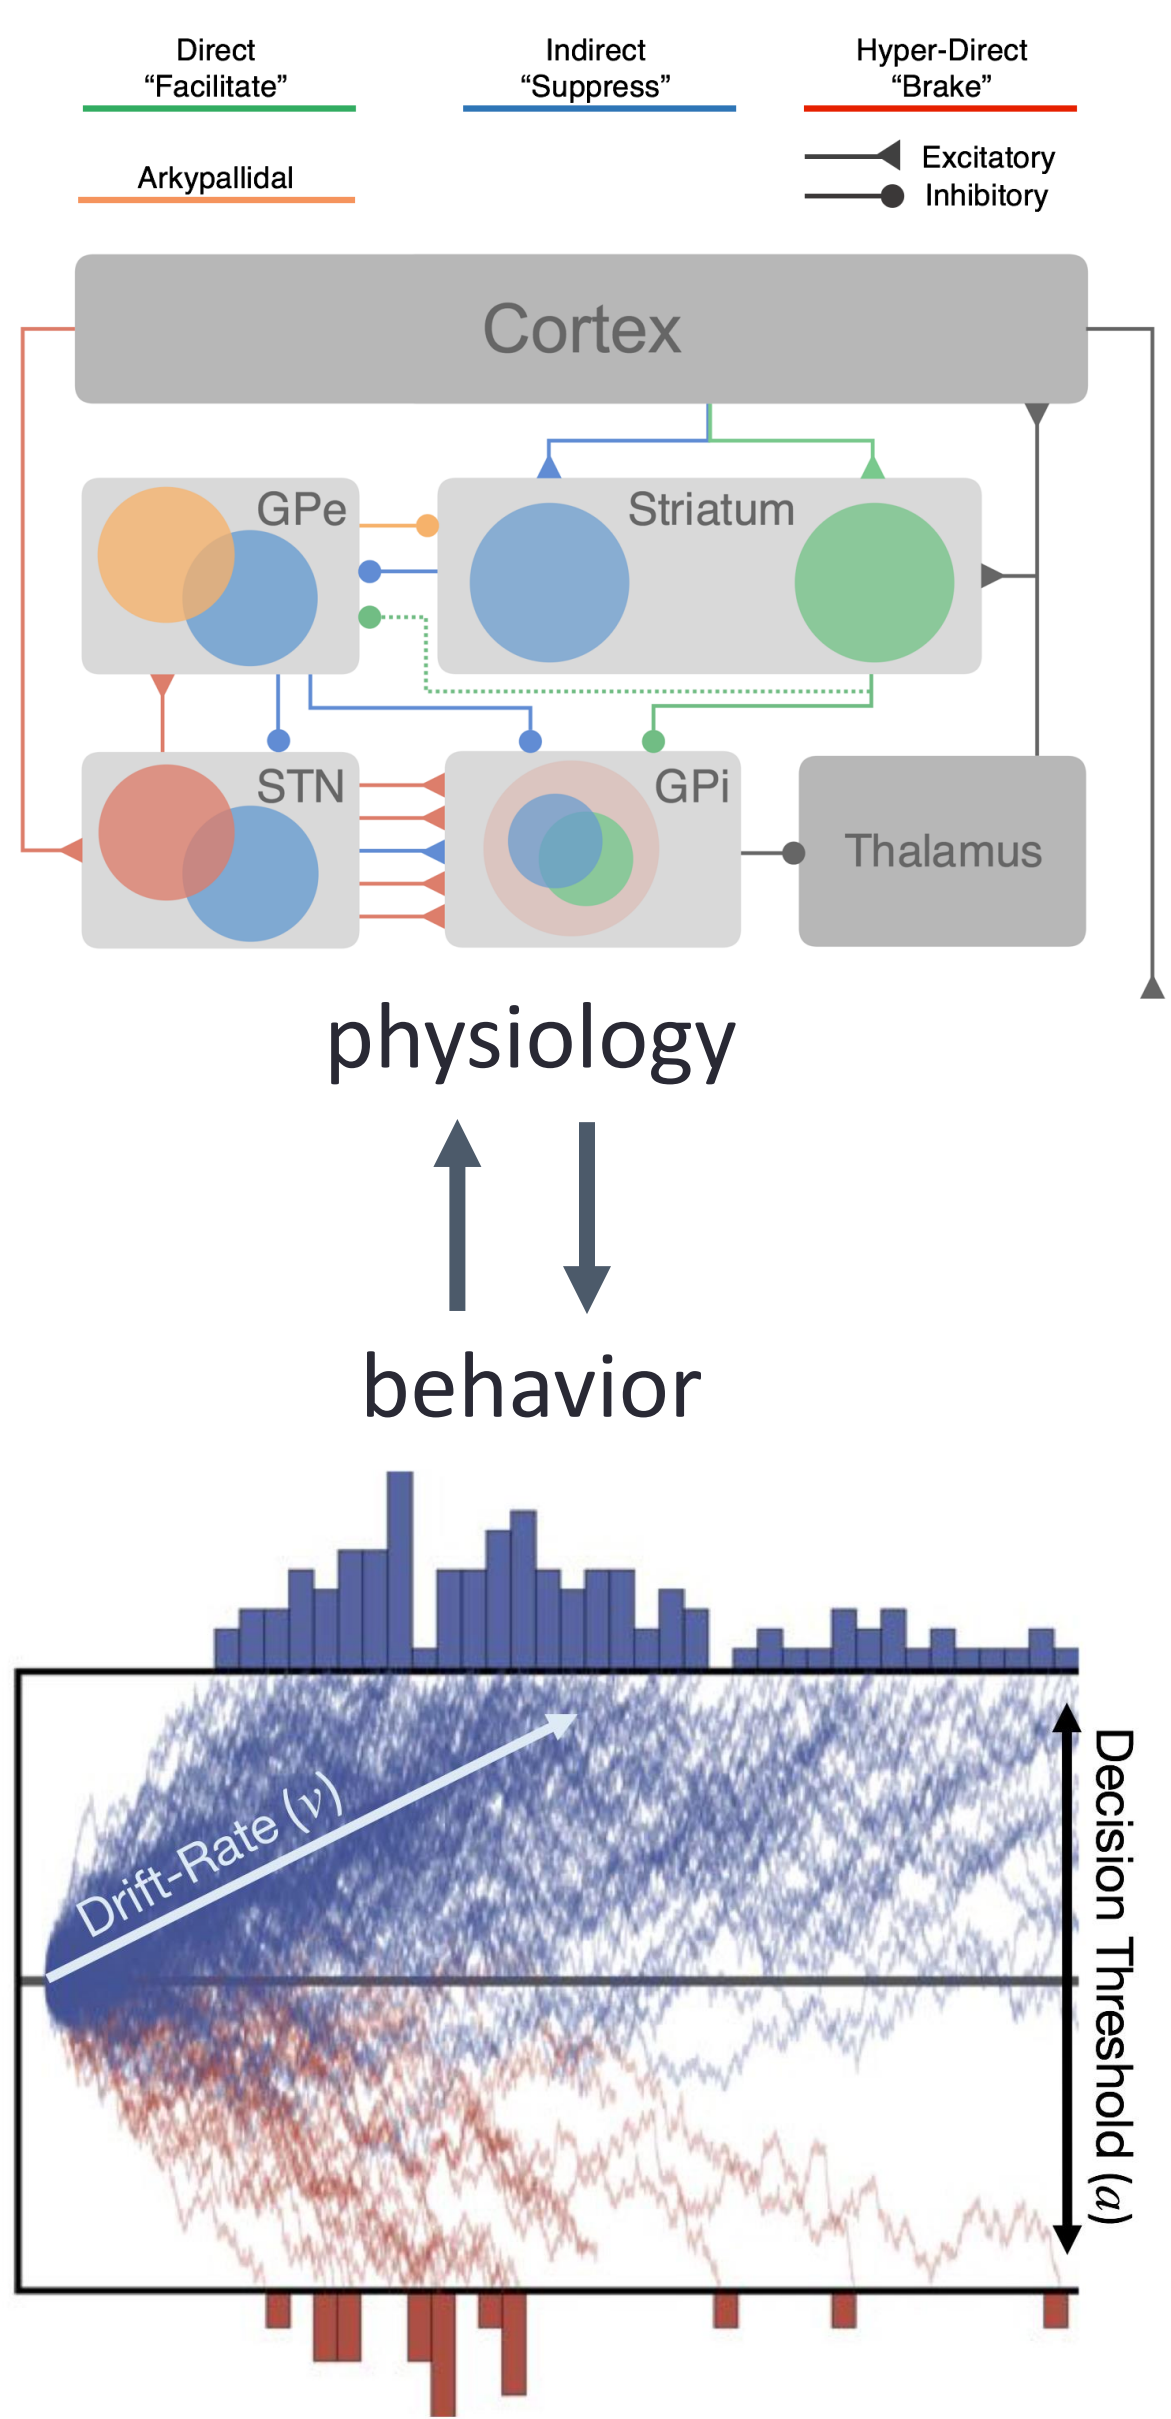 Direct
“Facilitate”
Indirect
“Suppress”
Hyper-Direct
“Brake”
Arkypallidal
Excitatory
Inhibitory
Cortex
GPe
Striatum
STN
GPi
Thalamus
physiology
behavior
Drift-Rate (v)
Decision Threshold (a)